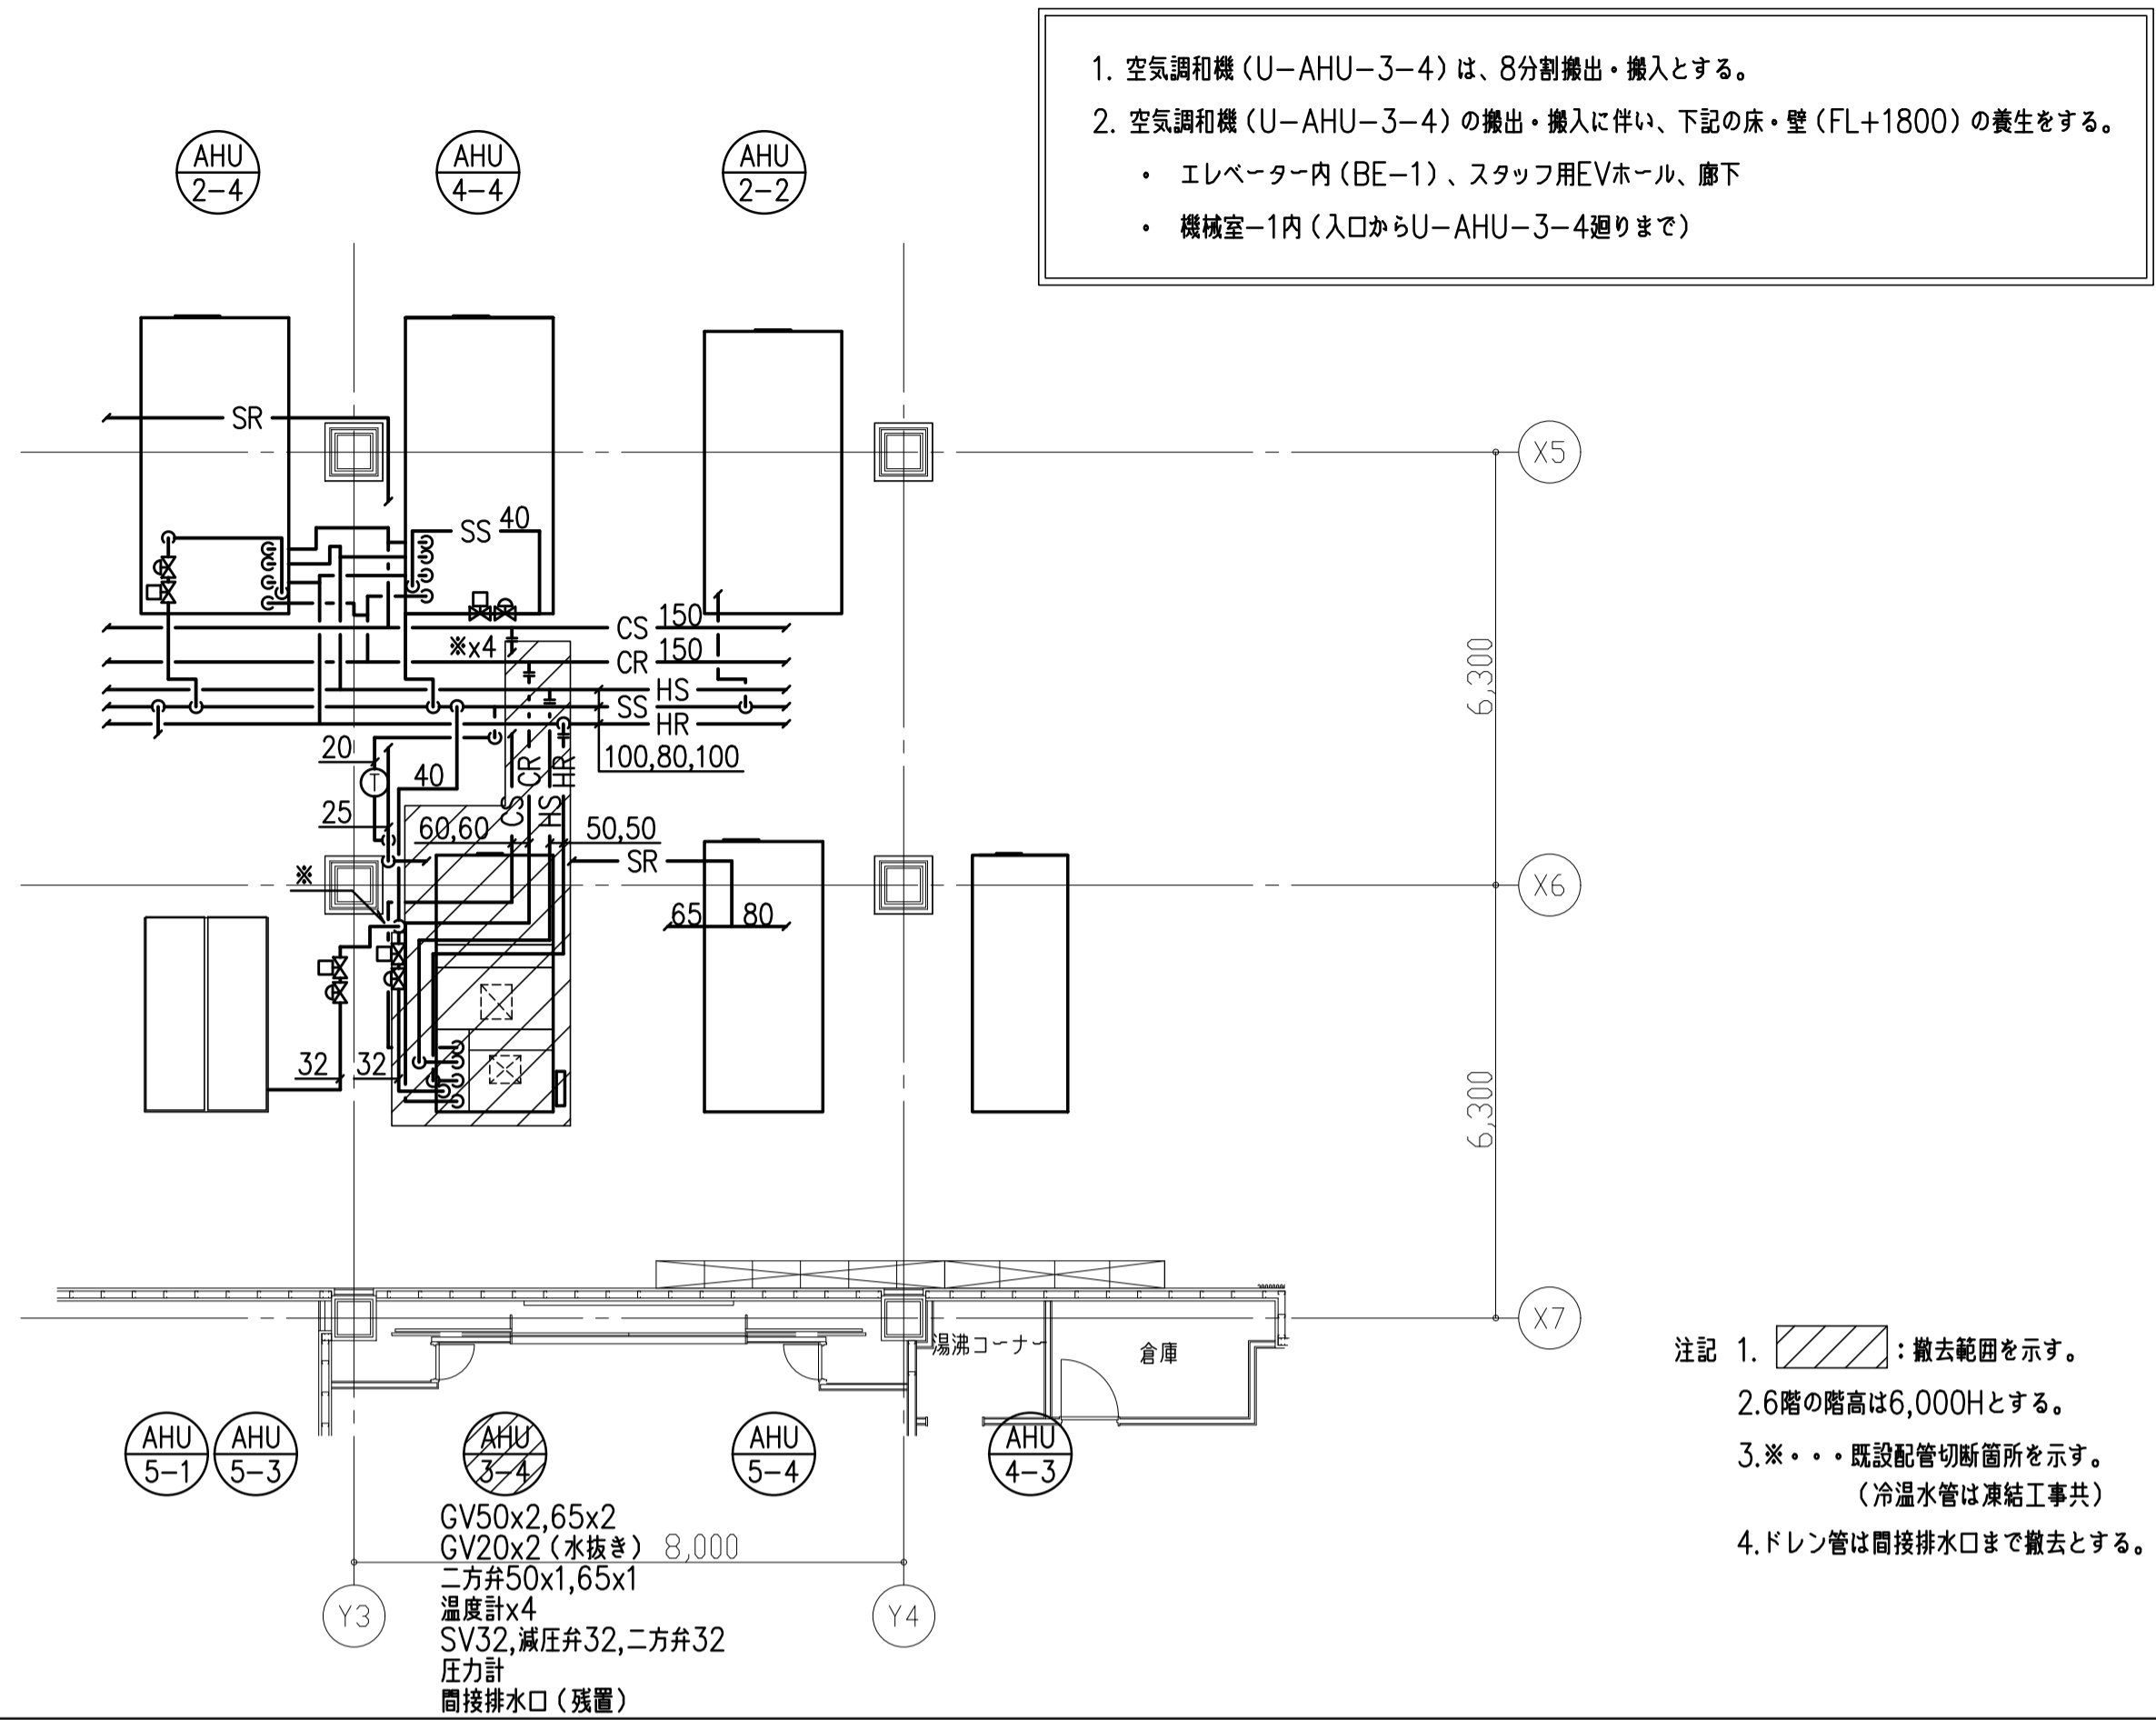 1. 空気調和機（U－AHU－3－4）は、8分割搬出・搬入とする。
2. 空気調和機（U－AHU－3－4）の搬出・搬入に伴い、下記の床・壁（FL＋1800）の養生をする。
・ エレベーター内（BE－1）、スタッフ用EVホール、廊下
・ 機械室－1内（入口からU－AHU－3－4廻りまで）
AHU
2－4
AHU
4－4
AHU
2－2
SR
X5
SS 40
CS 150
※x4
CR 150
HS
SS
HR
6,300
20
T
40
100,80,100
CS
CR
HS
HR
25
60,60
50,50
SR
※
X6
65
80
32
32
6,300
X7
湯沸コーナー
倉庫
注記 1. ：撤去範囲を示す。
2.6階の階高は6,000Hとする。
3.※・・・既設配管切断箇所を示す。
（冷温水管は凍結工事共）
4.ドレン管は間接排水口まで撤去とする。
AHU
5－1
AHU
5－3
AHU
3－4
AHU
5－4
AHU
4－3
GV50x2,65x2
GV20x2（水抜き）
8,000
二方弁50x1,65x1
温度計x4
SV32,減圧弁32,二方弁32
圧力計
間接排水口（残置）
Y3
Y4